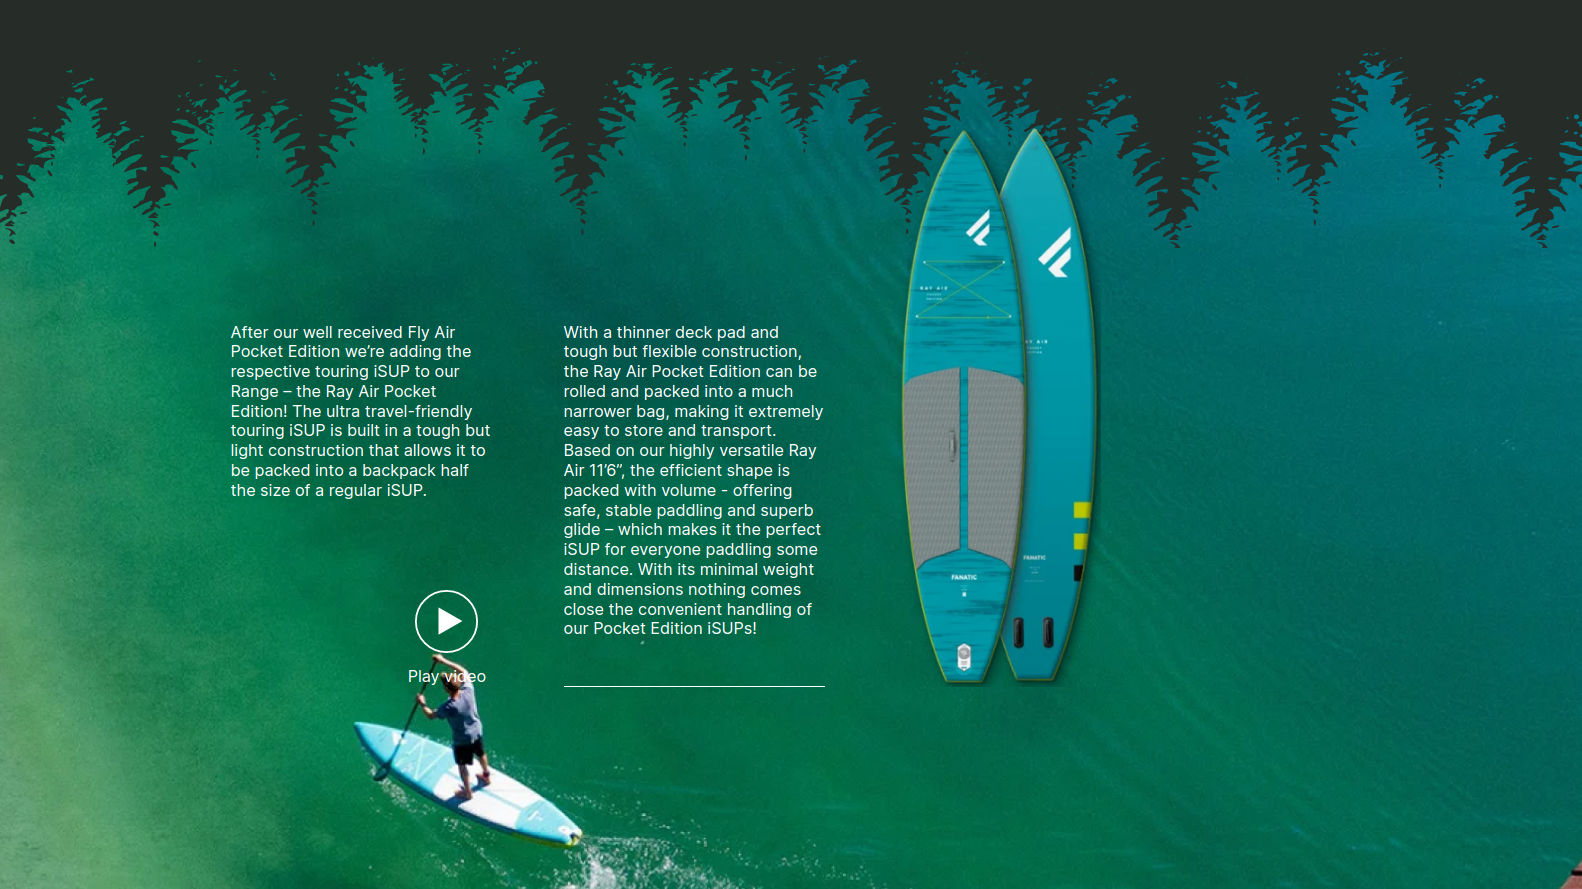 After our well received Fly Air
Pocket Edition we’re adding the
respective touring iSUP to our
Range – the Ray Air Pocket
Edition! The ultra travel-friendly
touring iSUP is built in a tough but
light construction that allows it to
be packed into a backpack half
the size of a regular iSUP.
Play video
With a thinner deck pad and
tough but flexible construction,
the Ray Air Pocket Edition can be
rolled and packed into a much
narrower bag, making it extremely
easy to store and transport.
Based on our highly versatile Ray
Air 11’6”, the efficient shape is
packed with volume - offering
safe, stable paddling and superb
glide – which makes it the perfect
iSUP for everyone paddling some
distance. With its minimal weight
and dimensions nothing comes
close the convenient handling of
our Pocket Edition iSUPs!
RAY AIR
AY AIR
FANATIC
FANATIC